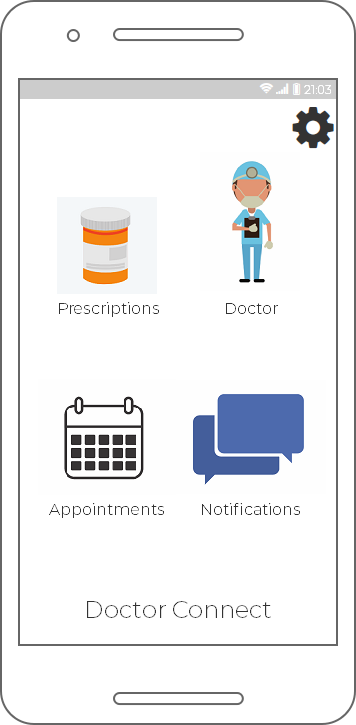 21:03
Prescriptions
Doctor
Appointments
Notifications
Doctor Connect